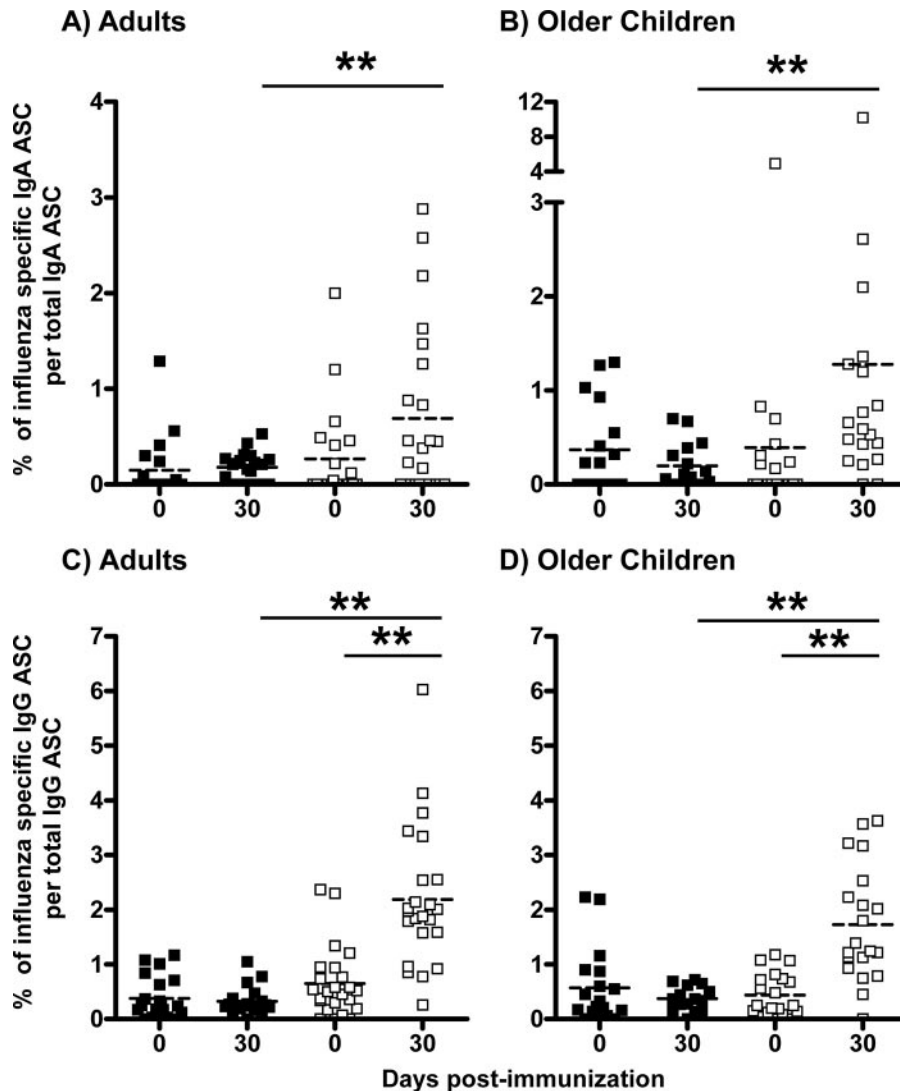 A) Adults
B) Older Children
**
**
% of influenza specific IgA ASC
per total IgA ASC
4
3
2
1
0
12
8
4
3
2
1
0
0 30 0 30
0 30 0 30
C) Adults
D) Older Children
**
**
**
**
% of influenza specific IgG ASC
per total IgG ASC
7
6
5
4
3
2
1
0
7
6
5
4
3
2
1
0
0 30 0 30
0 30 0 30
Days post-immunization